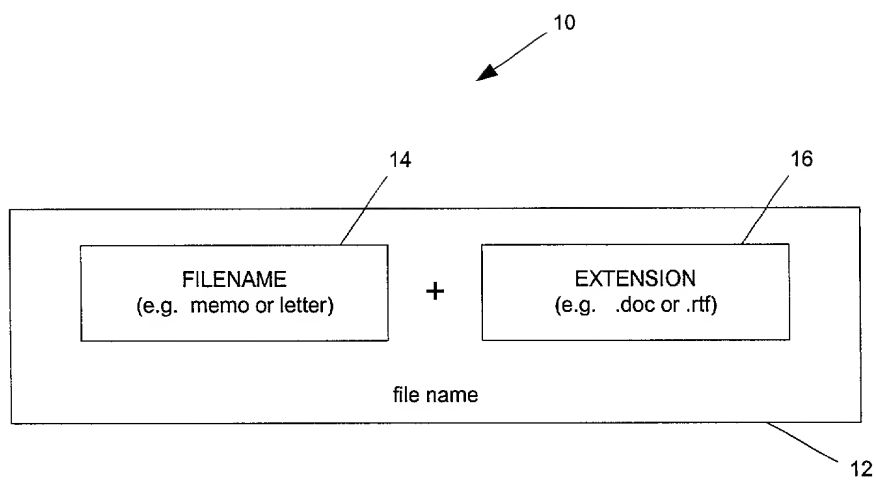 10
14
16
FILENAME
(e.g. memo or letter)
+
EXTENSION
(e.g. .doc or .rtf)
file name
12